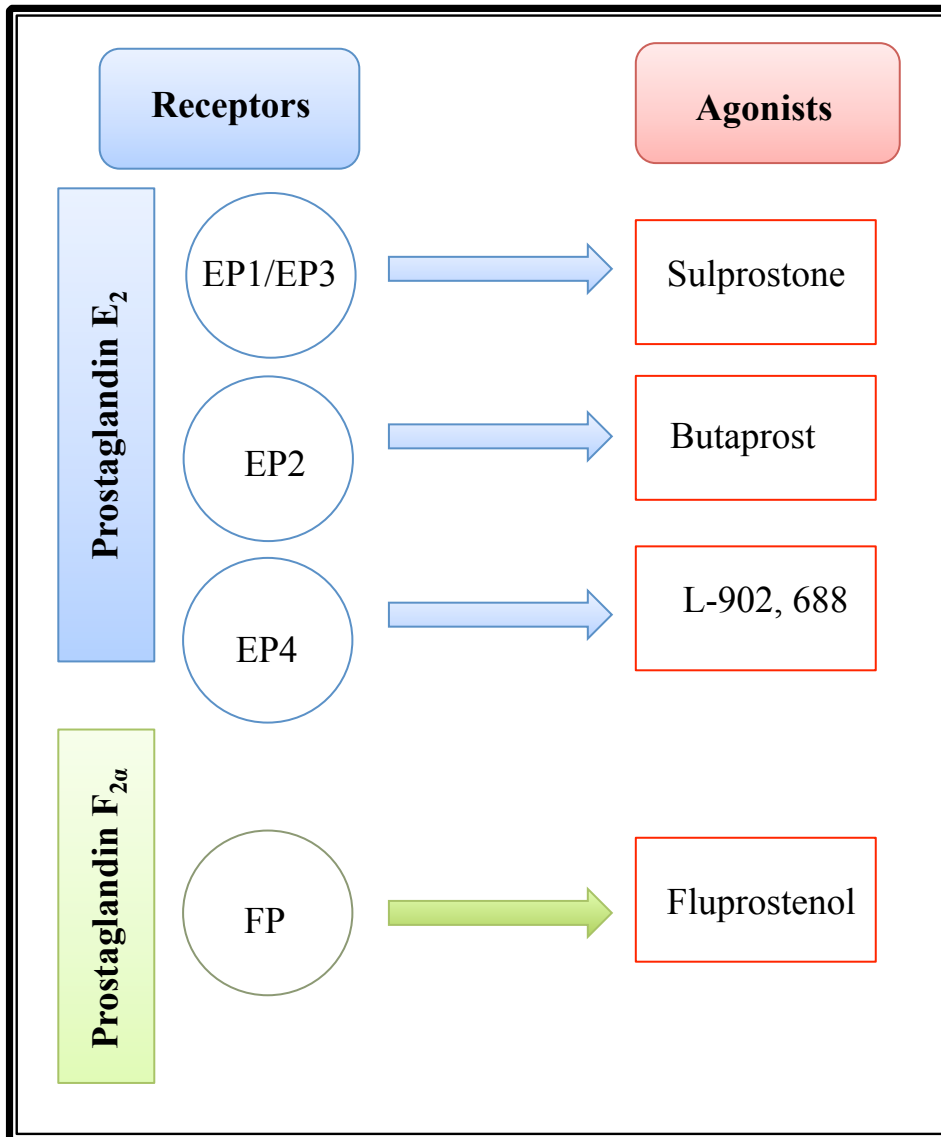 Receptors
Agonists
Prostaglandin E₂
EP1/EP3
Sulprostone
EP2
Butaprost
EP4
L-902, 688
Prostaglandin F₂α
FP
Fluprostenol